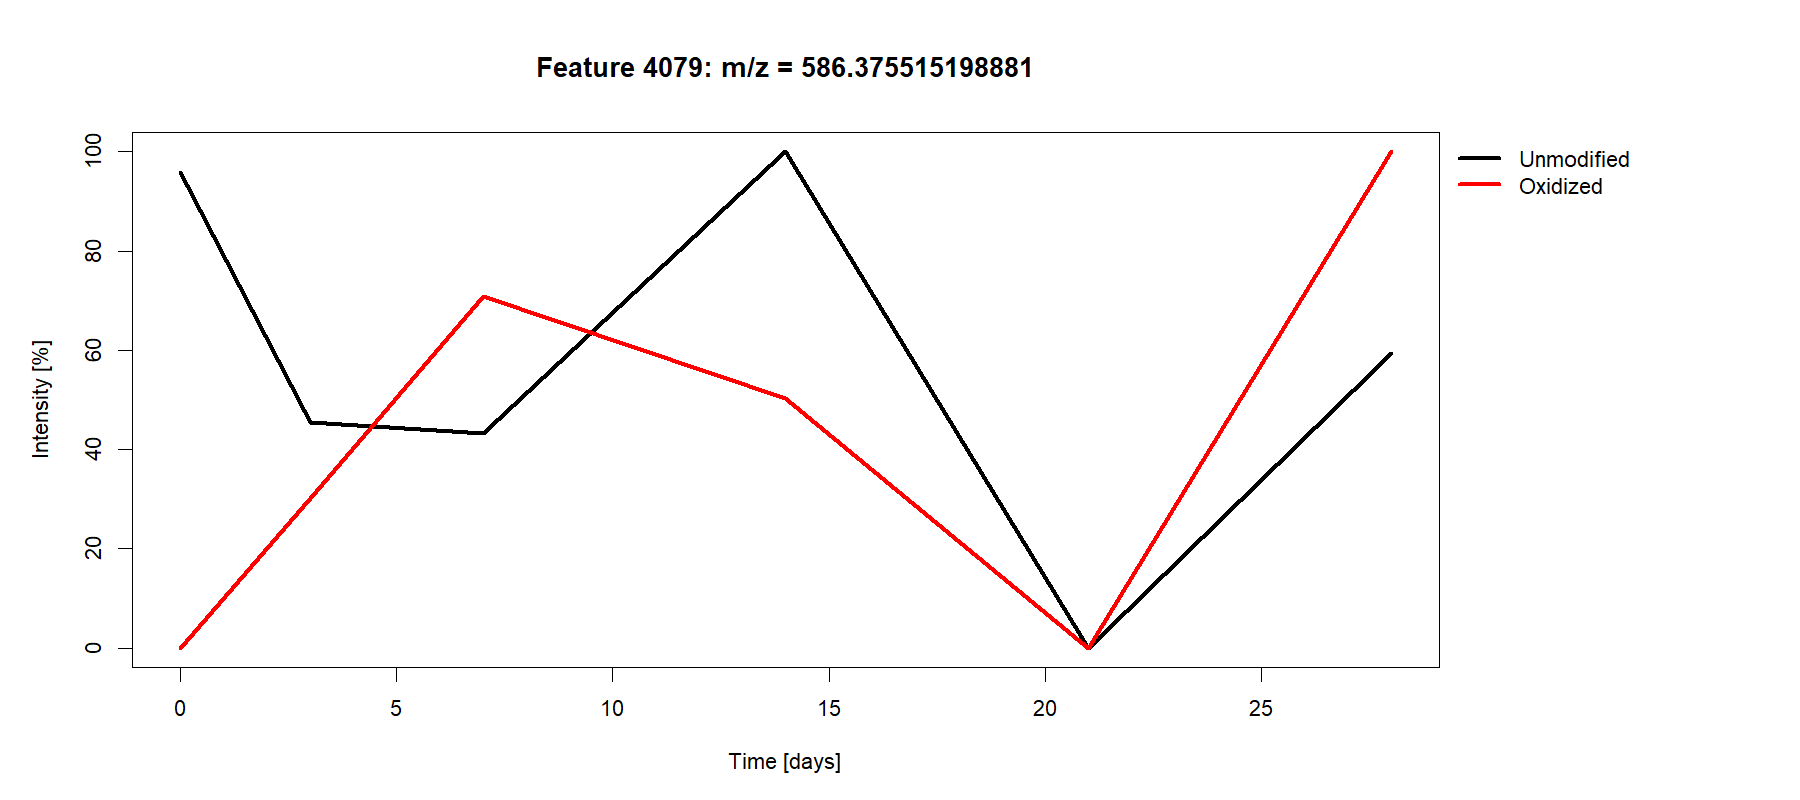 Feature 4079: m/z = 586.375515198881
Unmodified
Oxidized
100
80
60
40
20
0
Intensity [%]
0 5 10 15 20 25
Time [days]